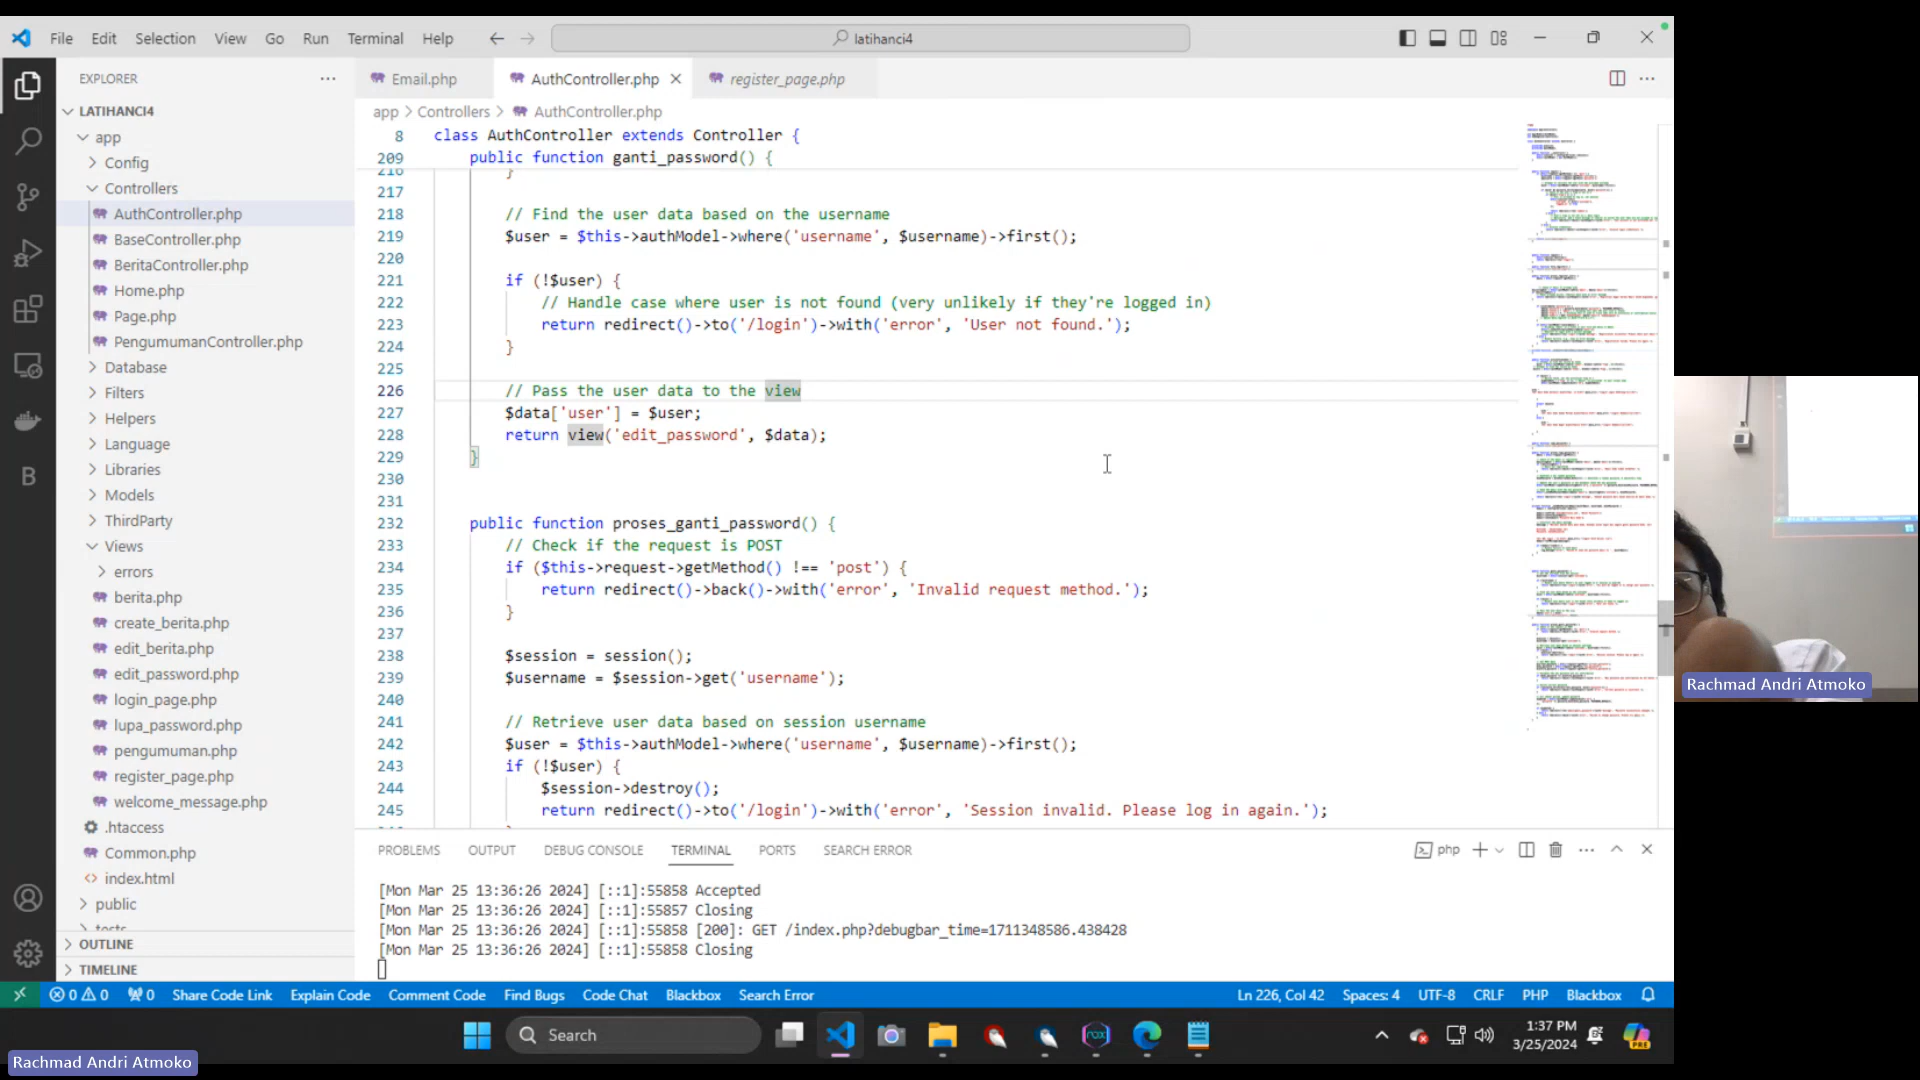 File Edit Selection View Go Run Terminal Help
latihanci4
EXPLORER
Email.php
AuthController.php
register_page.php
LATIHANCI4
app
Config
Controllers
AuthController.php
BaseController.php
BeritaController.php
Home.php
Page.php
PengumumanController.php
Database
Filters
Helpers
Language
Libraries
Models
ThirdParty
Views
errors
berita.php
create_berita.php
edit_berita.php
edit_password.php
login_page.php
lupa_password.php
pengumuman.php
register_page.php
welcome_message.php
.htaccess
Common.php
index.html
public
tests
OUTLINE
TIMELINE
app > Controllers > AuthController.php
8 class AuthController extends Controller {
209 public function ganti_password() {
216 }
217
218 // Find the user data based on the username
219 $user = $this->authModel->where('username', $username)->first();
220
221 if (!$user) {
222 // Handle case where user is not found (very unlikely if they're logged in)
223 return redirect()->to('/login')->with('error', 'User not found.');
224 }
225
226 // Pass the user data to the view
227 $data['user'] = $user;
228 return view('edit_password', $data);
229 }
230
231
232 public function proses_ganti_password() {
233 // Check if the request is POST
234 if ($this->request->getMethod() !== 'post') {
235 return redirect()->back()->with('error', 'Invalid request method.');
236 }
237
238 $session = session();
239 $username = $session->get('username');
240
241 // Retrieve user data based on session username
242 $user = $this->authModel->where('username', $username)->first();
243 if (!$user) {
244 $session->destroy();
245 return redirect()->to('/login')->with('error', 'Session invalid. Please log in again.');
PROBLEMS OUTPUT DEBUG CONSOLE TERMINAL PORTS SEARCH ERROR
php
[Mon Mar 25 13:36:26 2024] [::1]:55858 Accepted
[Mon Mar 25 13:36:26 2024] [::1]:55857 Closing
[Mon Mar 25 13:36:26 2024] [::1]:55858 [200]: GET /index.php?debugbar_time=1711348586.438428
[Mon Mar 25 13:36:26 2024] [::1]:55858 Closing
0 0 0 Share Code Link Explain Code Comment Code Find Bugs Code Chat Blackbox Search Error
Ln 226, Col 42 Spaces: 4 UTF-8 CRLF PHP Blackbox
Search
1:37 PM
3/25/2024
PRE
Rachmad Andri Atmoko
Rachmad Andri Atmoko